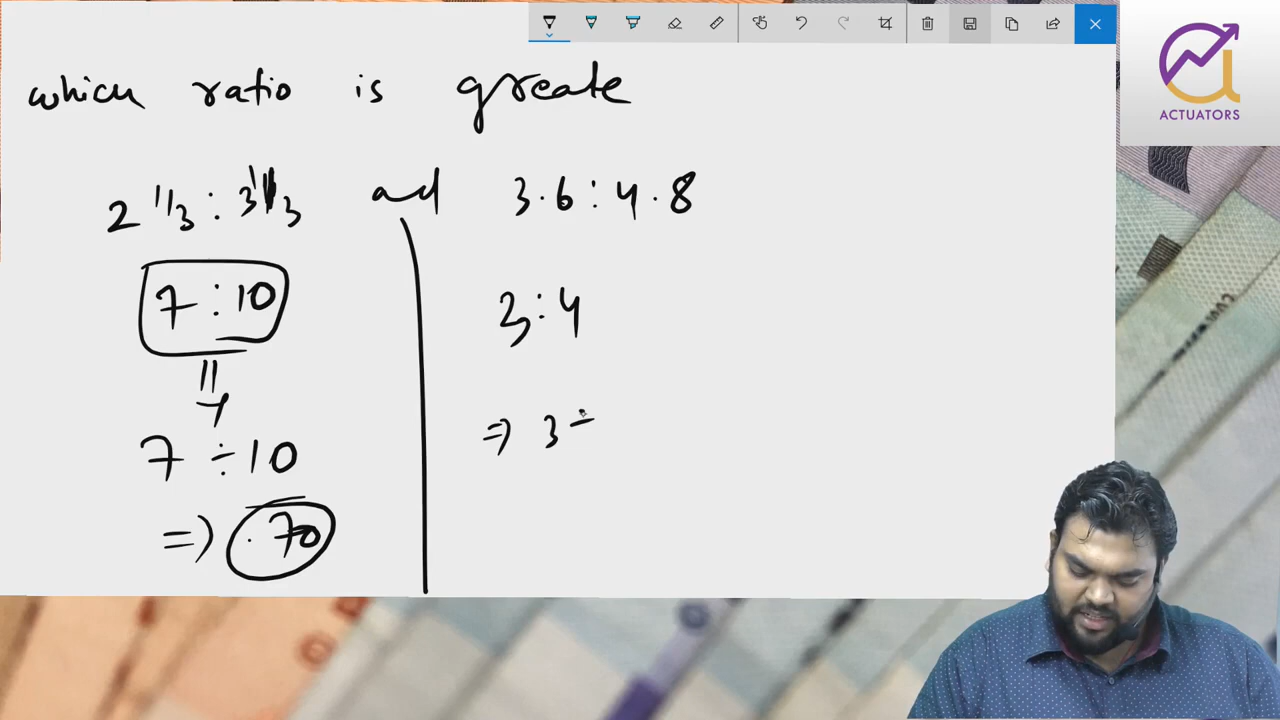 which ratio is greate
2 1/3 : 3 1/3 and 3.6 : 4.8
7 : 10
3 : 4
7 ÷ 10
⇒ 3 ÷
⇒ .70
ACTUATORS